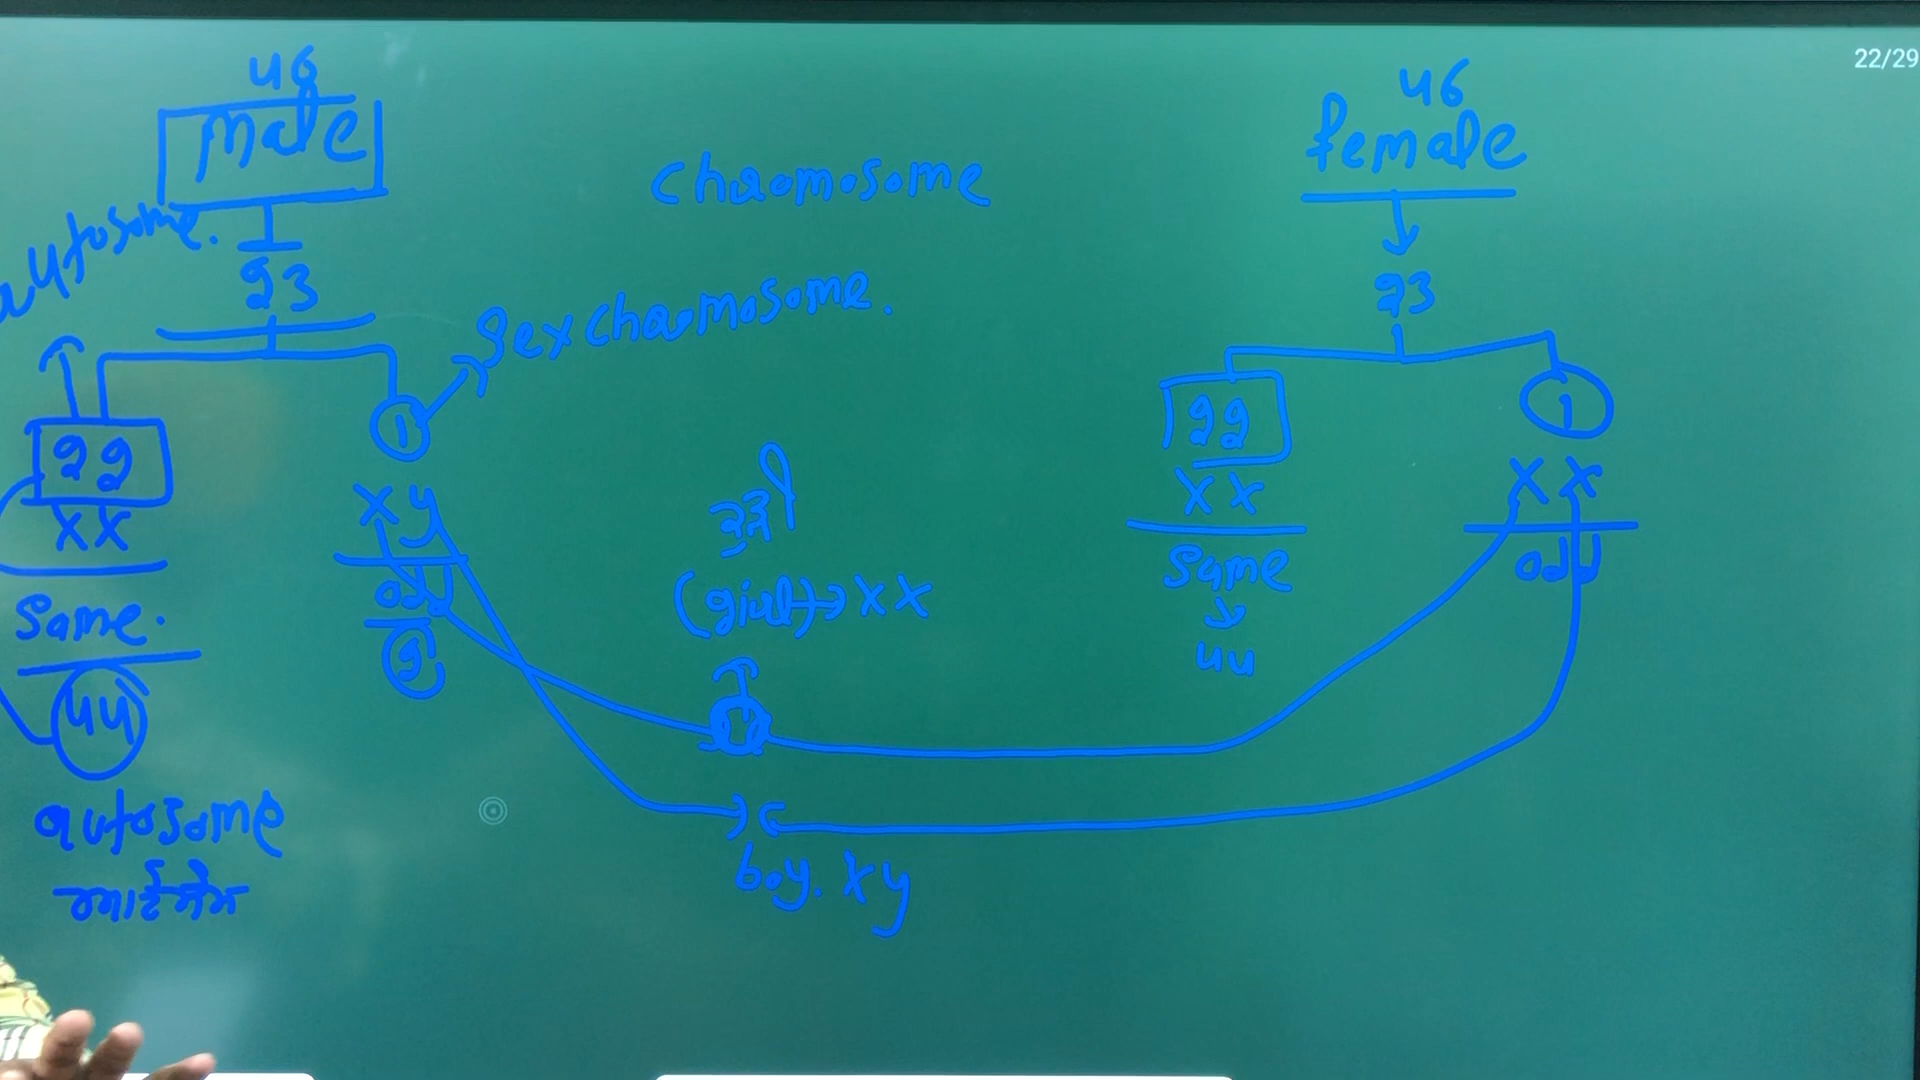 22/29
46
male
46
female
chromosome
autosome.
23
sex chromosome.
23
22
1
22
1
XX
xy
XX
XX
odd
same
odd
44
same.
(girl) → XX
44
autosome
boy. xy